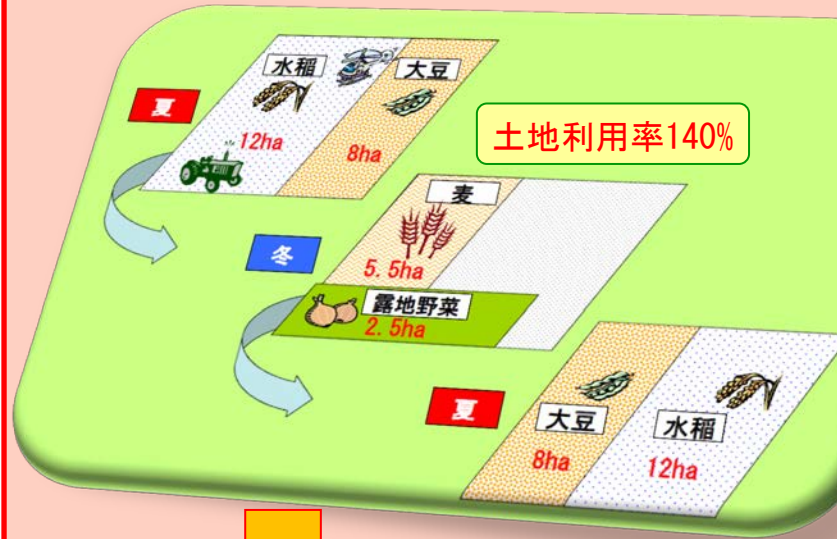 水稲
大豆
夏
12ha
8ha
土地利用率140%
麦
冬
5.5ha
露地野菜
2.5ha
夏
大豆
水稲
8ha
12ha